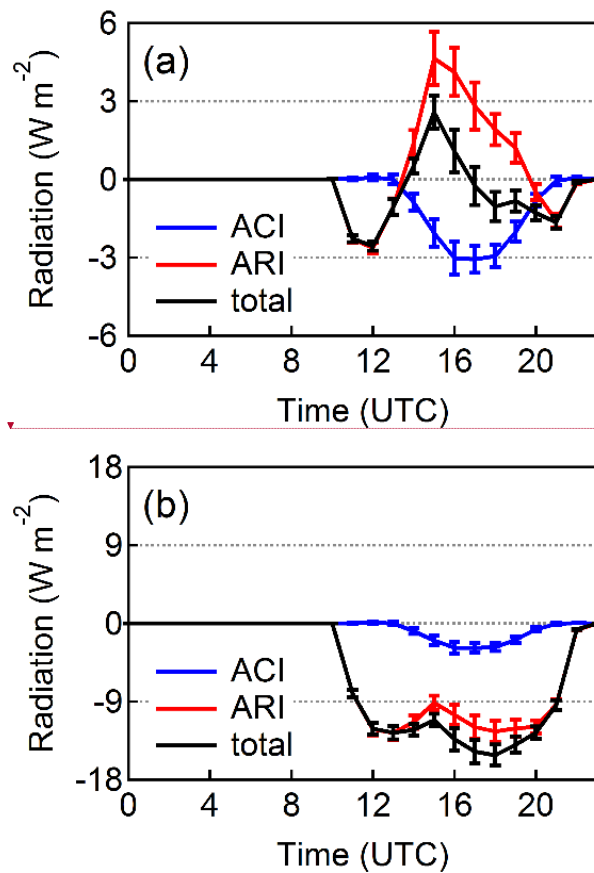 (a)
Radiation (W m-2)
6
3
0
-3
-6
ACI
ARI
total
0 4 8 12 16 20
Time (UTC)
(b)
Radiation (W m-2)
18
9
0
-9
-18
ACI
ARI
total
0 4 8 12 16 20
Time (UTC)